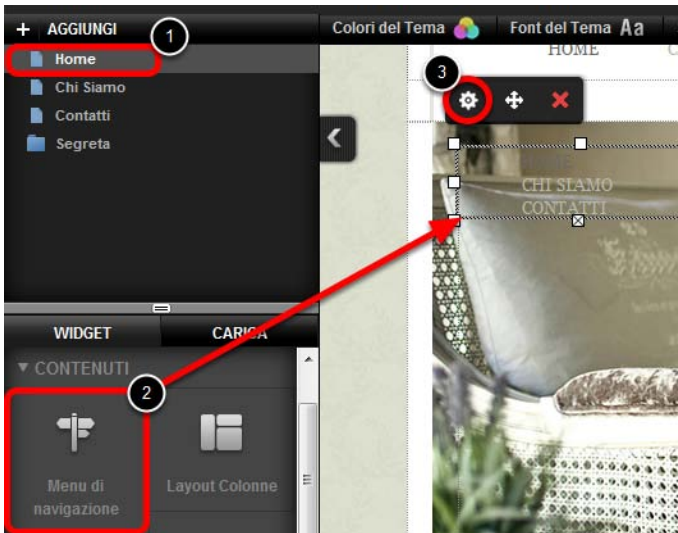 + AGGIUNGI
1
Colori del Tema
Font del Tema Aa
Home
HOME
3
Chi Siamo
Contatti
Segreta
HOME
CHI SIAMO
CONTATTI
WIDGET
CARICA
CONTENUTI
2
Menu di
navigazione
Layout Colonne